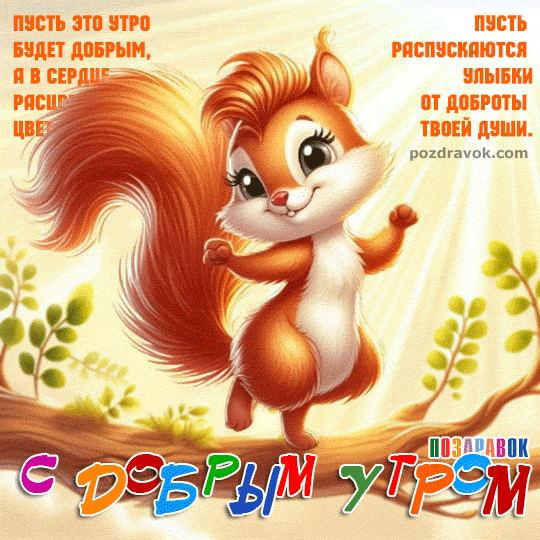 ПУСТЬ ЭТО УТРО
БУДЕТ ДОБРЫМ,
А В СЕРДЦЕ
ПУСТЬ
РАСПУСКАЮТСЯ
УЛЫБКИ
ОТ ДОБРОТЫ
ТВОЕЙ ДУШИ.
pozdravok.com
ПОЗДРАВОК
С ДОБРЫМ УТРОМ